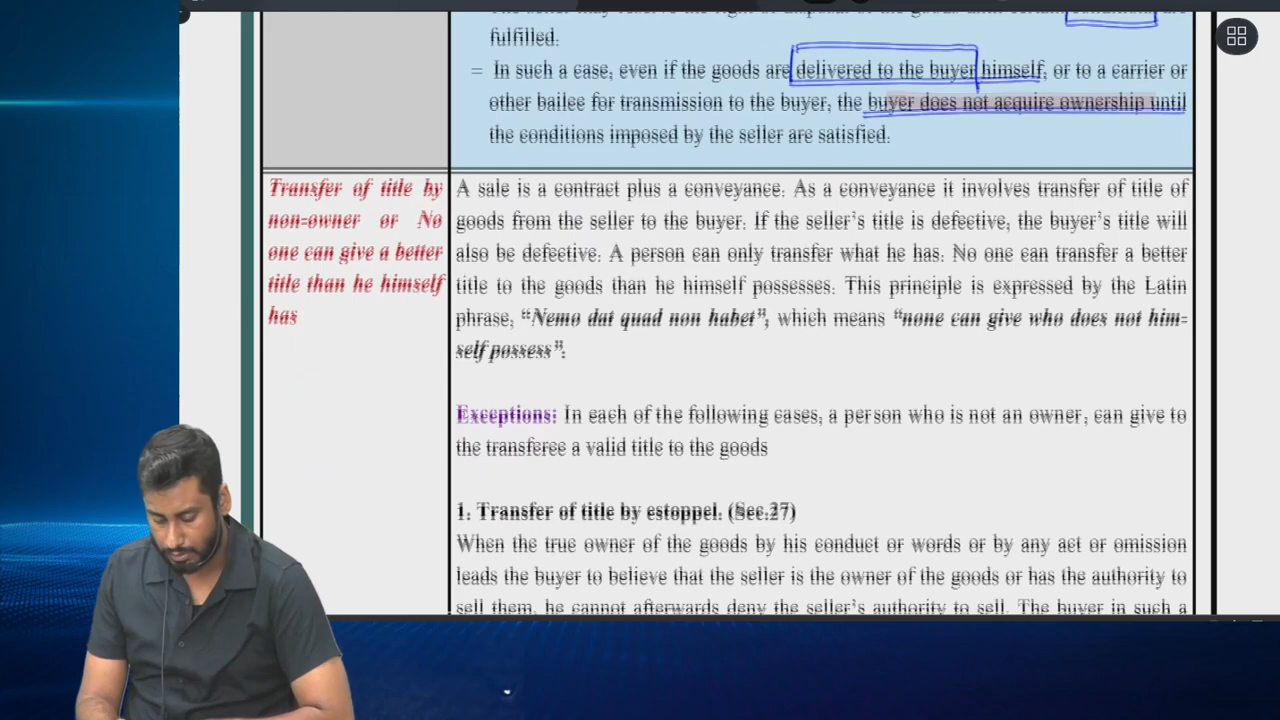 fulfilled.
= In such a case, even if the goods are delivered to the buyer himself, or to a carrier or
other bailee for transmission to the buyer, the buyer does not acquire ownership until
the conditions imposed by the seller are satisfied.
Transfer of title by
non-owner or No
one can give a better
title than he himself
has
A sale is a contract plus a conveyance. As a conveyance it involves transfer of title of
goods from the seller to the buyer. If the seller's title is defective, the buyer's title will
also be defective. A person can only transfer what he has. No one can transfer a better
title to the goods than he himself possesses. This principle is expressed by the Latin
phrase, “Nemo dat quad non habet”, which means “none can give who does not him-
self possess”.
Exceptions: In each of the following cases, a person who is not an owner, can give to
the transferee a valid title to the goods
1. Transfer of title by estoppel. (Sec.27)
When the true owner of the goods by his conduct or words or by any act or omission
leads the buyer to believe that the seller is the owner of the goods or has the authority to
sell them, he cannot afterwards deny the seller's authority to sell. The buyer in such a